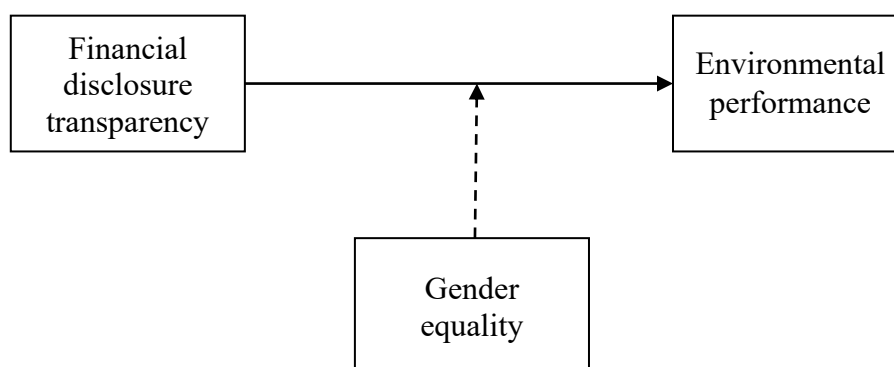 Financial
disclosure
transparency
Environmental
performance
Gender
equality